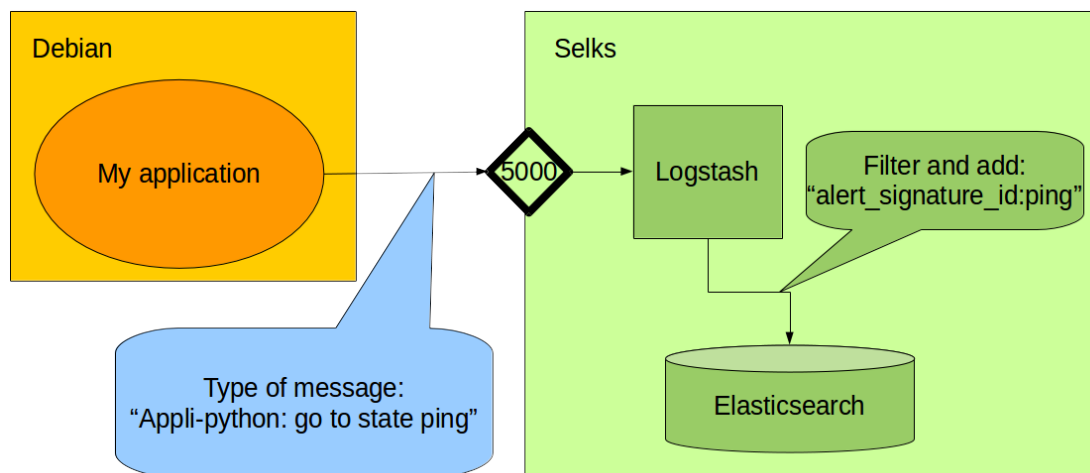 Debian
My application
Type of message:
“Appli-python: go to state ping”
Selks
5000
Logstash
Filter and add:
“alert_signature_id:ping”
Elasticsearch